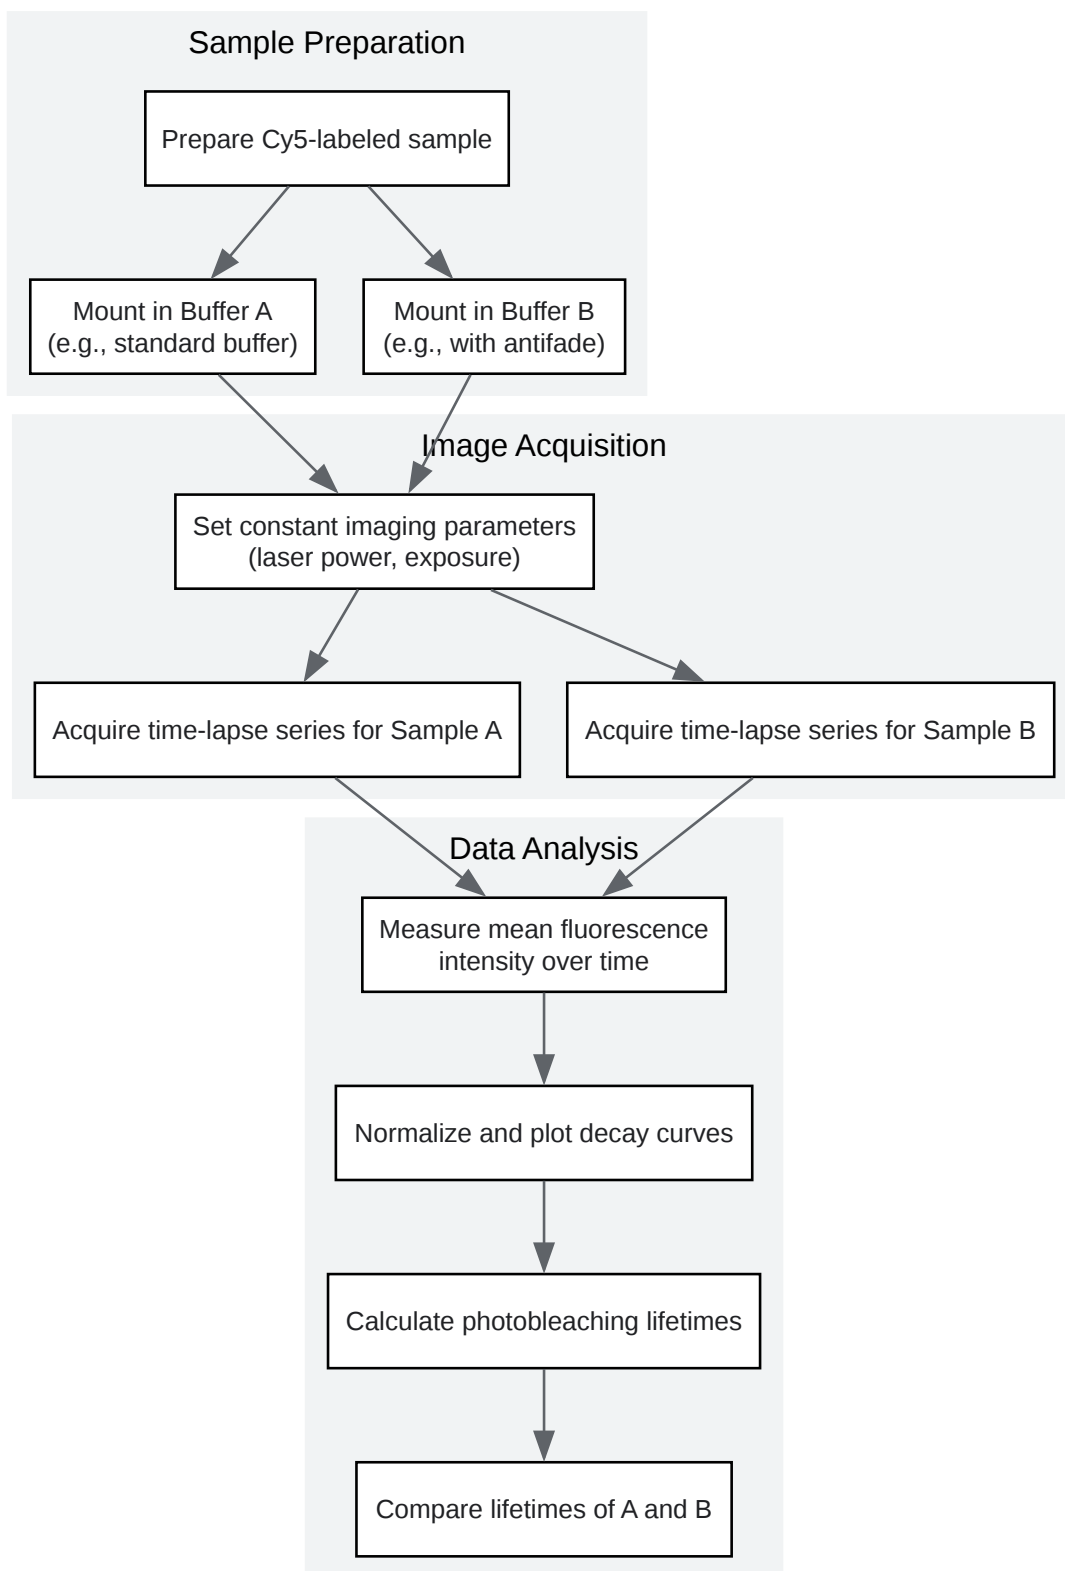 Sample Preparation
Prepare Cy5-labeled sample
Mount in Buffer A
(e.g., standard buffer)
Mount in Buffer B
(e.g., with antifade)
Image Acquisition
Set constant imaging parameters
(laser power, exposure)
Acquire time-lapse series for Sample A
Acquire time-lapse series for Sample B
Data Analysis
Measure mean fluorescence
intensity over time
Normalize and plot decay curves
Calculate photobleaching lifetimes
Compare lifetimes of A and B